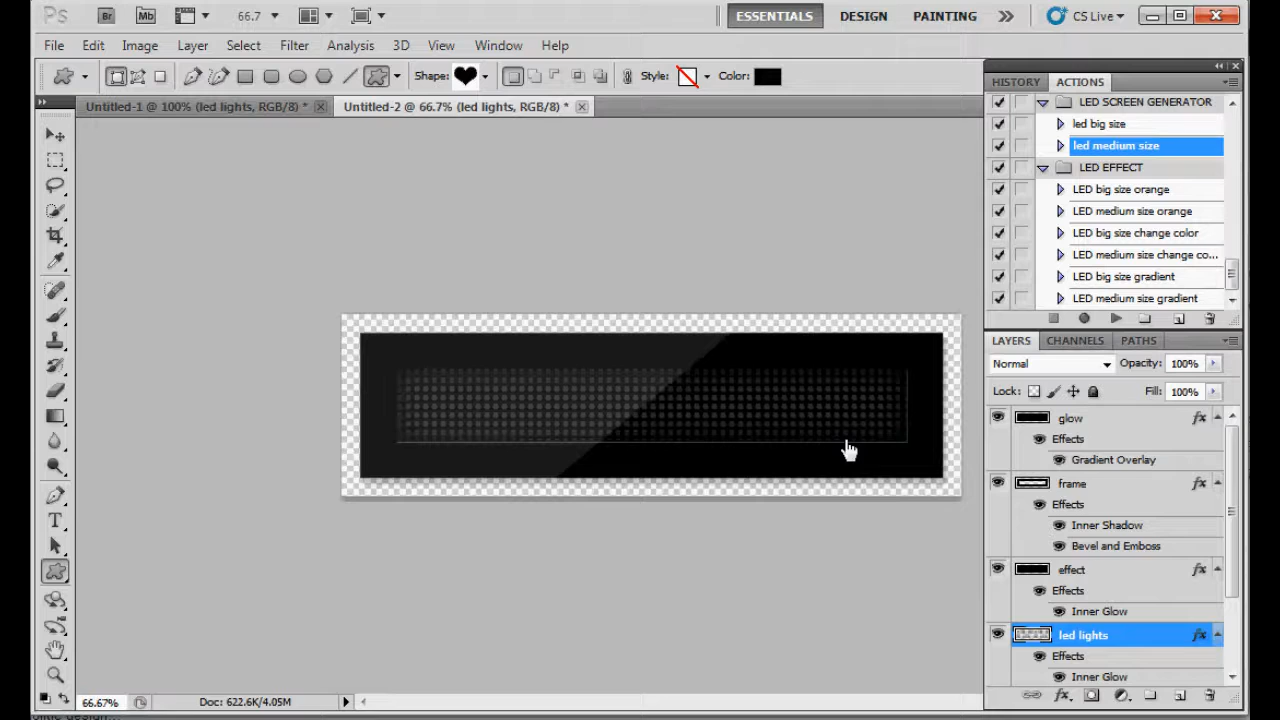 Ps Br Mb 66.7 ESSENTIALS DESIGN PAINTING CS Live
File Edit Image Layer Select Filter Analysis 3D View Window Help
Shape: Style: Color:
HISTORY ACTIONS
Untitled-1 @ 100% (led lights, RGB/8) * Untitled-2 @ 66.7% (led lights, RGB/8) *
LED SCREEN GENERATOR
led big size
led medium size
LED EFFECT
LED big size orange
LED medium size orange
LED big size change color
LED medium size change co...
LED big size gradient
LED medium size gradient
LAYERS CHANNELS PATHS
Normal Opacity: 100%
Lock: Fill: 100%
glow fx
Effects
Gradient Overlay
frame fx
Effects
Inner Shadow
Bevel and Emboss
effect fx
Effects
Inner Glow
led lights fx
Effects
Inner Glow
66.67% Doc: 622.6K/4.05M